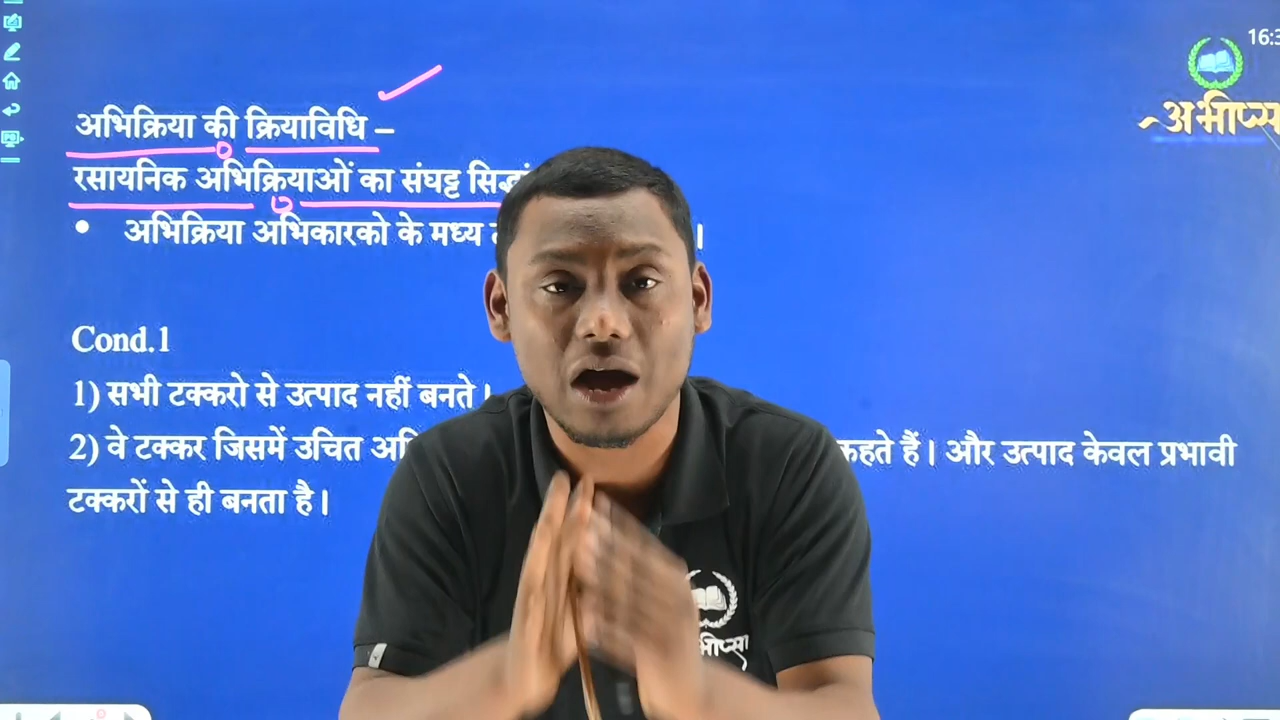 16:3
अभीप्स
अभिक्रिया की क्रियाविधि –
रसायनिक अभिक्रियाओं का संघट्ट
• अभिक्रिया अभिकारको के मध्य ।
Cond.1
1) सभी टक्करो से उत्पाद नहीं बनते ।
2) वे टक्कर जिसमें उचित कहते हैं। और उत्पाद केवल प्रभावी
टक्करों से ही बनता है।